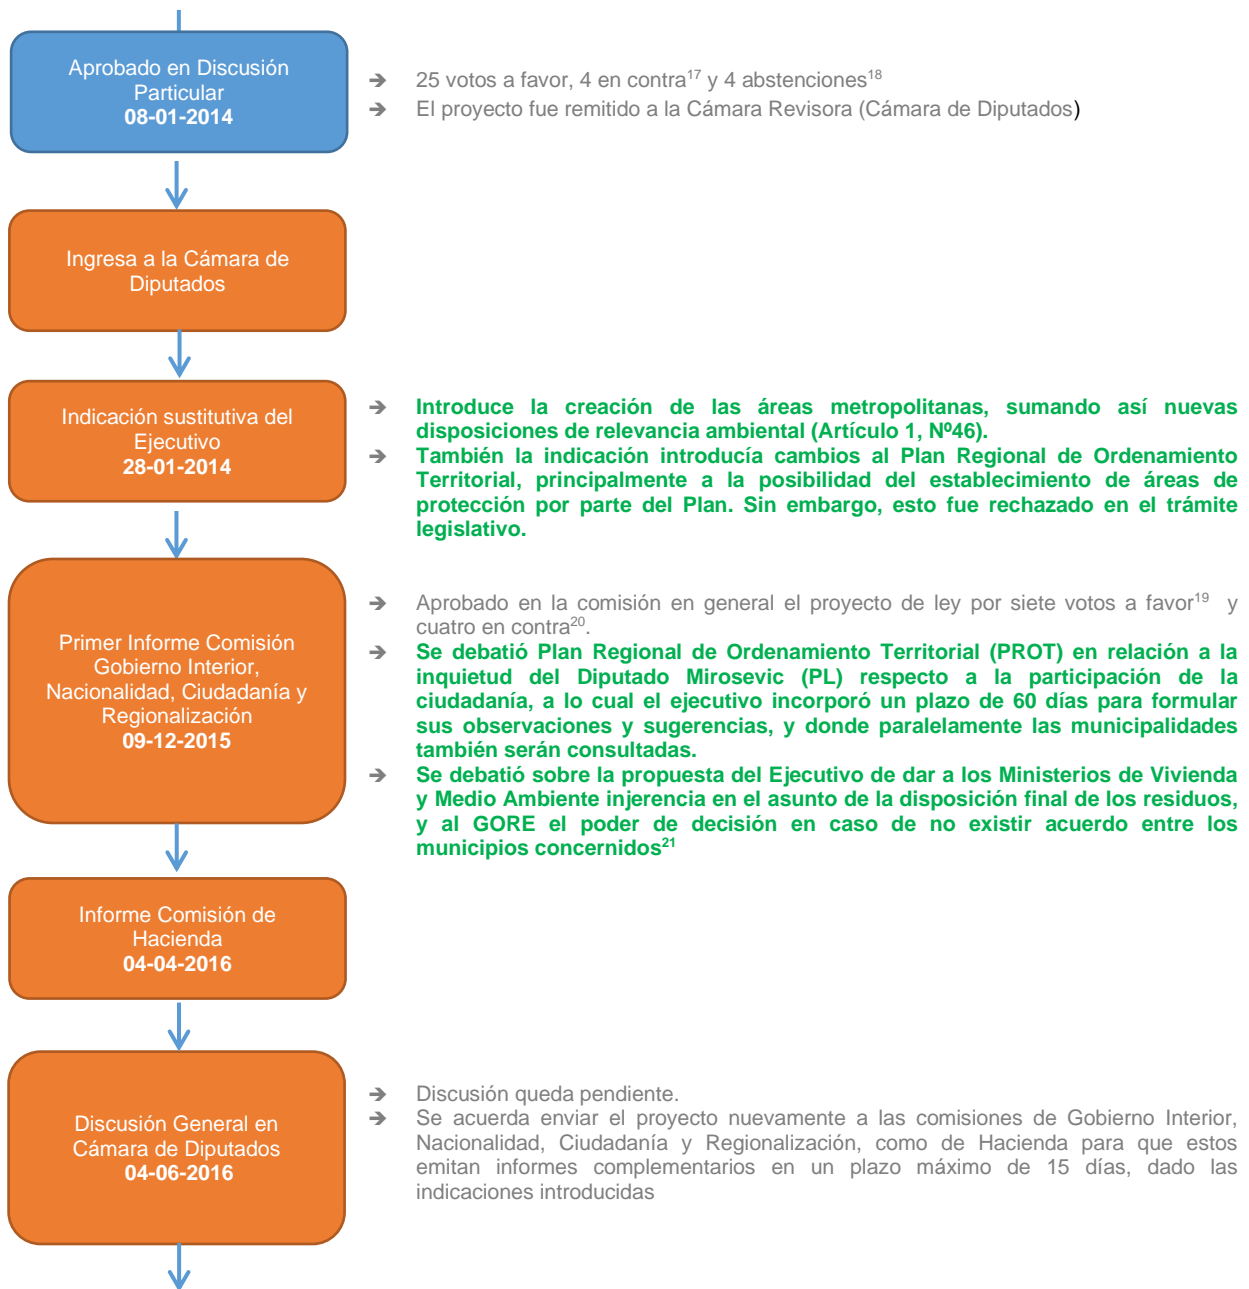 Aprobado en Discusión
Particular
08-01-2014
➔ 25 votos a favor, 4 en contra17 y 4 abstenciones18
➔ El proyecto fue remitido a la Cámara Revisora (Cámara de Diputados)
Ingresa a la Cámara de
Diputados
Indicación sustitutiva del
Ejecutivo
28-01-2014
➔ Introduce la creación de las áreas metropolitanas, sumando así nuevas
disposiciones de relevancia ambiental (Artículo 1, Nº46).
➔ También la indicación introducía cambios al Plan Regional de Ordenamiento
Territorial, principalmente a la posibilidad del establecimiento de áreas de
protección por parte del Plan. Sin embargo, esto fue rechazado en el trámite
legislativo.
Primer Informe Comisión
Gobierno Interior,
Nacionalidad, Ciudadanía y
Regionalización
09-12-2015
➔ Aprobado en la comisión en general el proyecto de ley por siete votos a favor19 y
cuatro en contra20.
➔ Se debatió Plan Regional de Ordenamiento Territorial (PROT) en relación a la
inquietud del Diputado Mirosevic (PL) respecto a la participación de la
ciudadanía, a lo cual el ejecutivo incorporó un plazo de 60 días para formular
sus observaciones y sugerencias, y donde paralelamente las municipalidades
también serán consultadas.
➔ Se debatió sobre la propuesta del Ejecutivo de dar a los Ministerios de Vivienda
y Medio Ambiente injerencia en el asunto de la disposición final de los residuos,
y al GORE el poder de decisión en caso de no existir acuerdo entre los
municipios concernidos21
Informe Comisión de
Hacienda
04-04-2016
Discusión General en
Cámara de Diputados
04-06-2016
➔ Discusión queda pendiente.
➔ Se acuerda enviar el proyecto nuevamente a las comisiones de Gobierno Interior,
Nacionalidad, Ciudadanía y Regionalización, como de Hacienda para que estos
emitan informes complementarios en un plazo máximo de 15 días, dado las
indicaciones introducidas